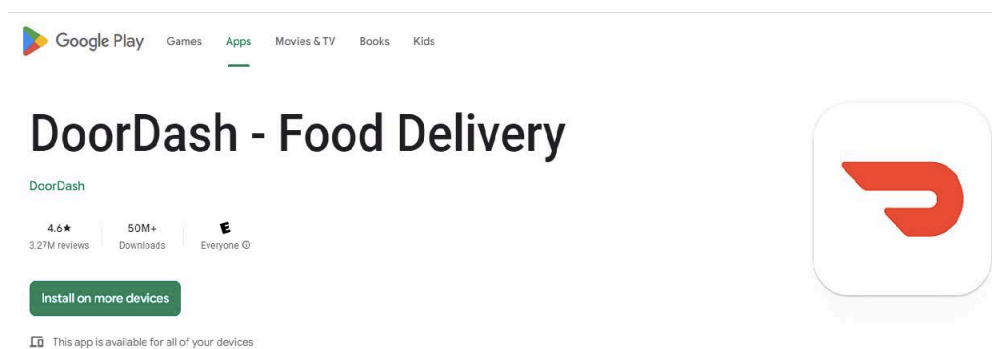 Google Play Games Apps Movies & TV Books Kids
DoorDash - Food Delivery
DoorDash
4.6★ 50M+ E
3.27M reviews Downloads Everyone ⓘ
Install on more devices
This app is available for all of your devices